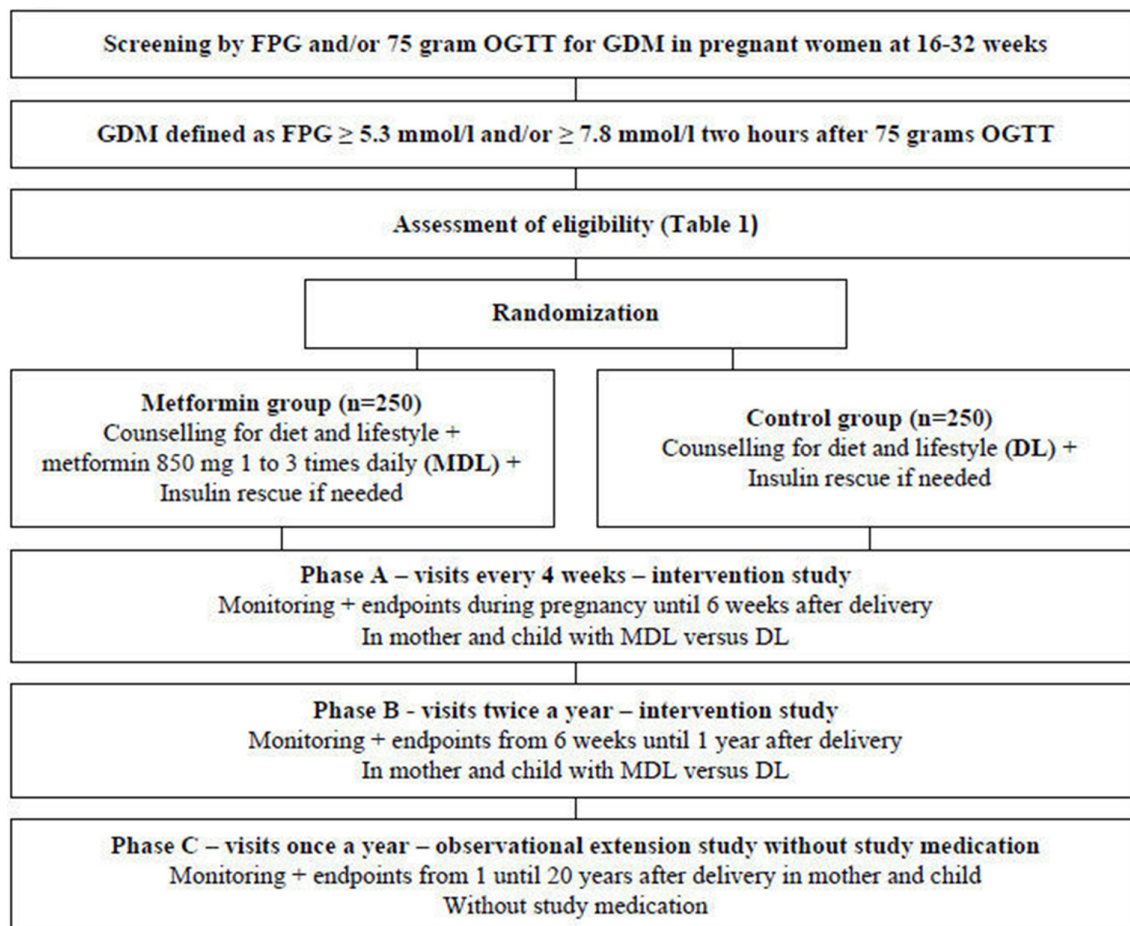 Screening by FPG and/or 75 gram OGTT for GDM in pregnant women at 16-32 weeks
GDM defined as FPG ≥ 5.3 mmol/l and/or ≥ 7.8 mmol/l two hours after 75 grams OGTT
Assessment of eligibility (Table 1)
Randomization
Metformin group (n=250)
Counselling for diet and lifestyle +
metformin 850 mg 1 to 3 times daily (MDL) +
Insulin rescue if needed
Control group (n=250)
Counselling for diet and lifestyle (DL) +
Insulin rescue if needed
Phase A – visits every 4 weeks – intervention study
Monitoring + endpoints during pregnancy until 6 weeks after delivery
In mother and child with MDL versus DL
Phase B - visits twice a year – intervention study
Monitoring + endpoints from 6 weeks until 1 year after delivery
In mother and child with MDL versus DL
Phase C – visits once a year – observational extension study without study medication
Monitoring + endpoints from 1 until 20 years after delivery in mother and child
Without study medication